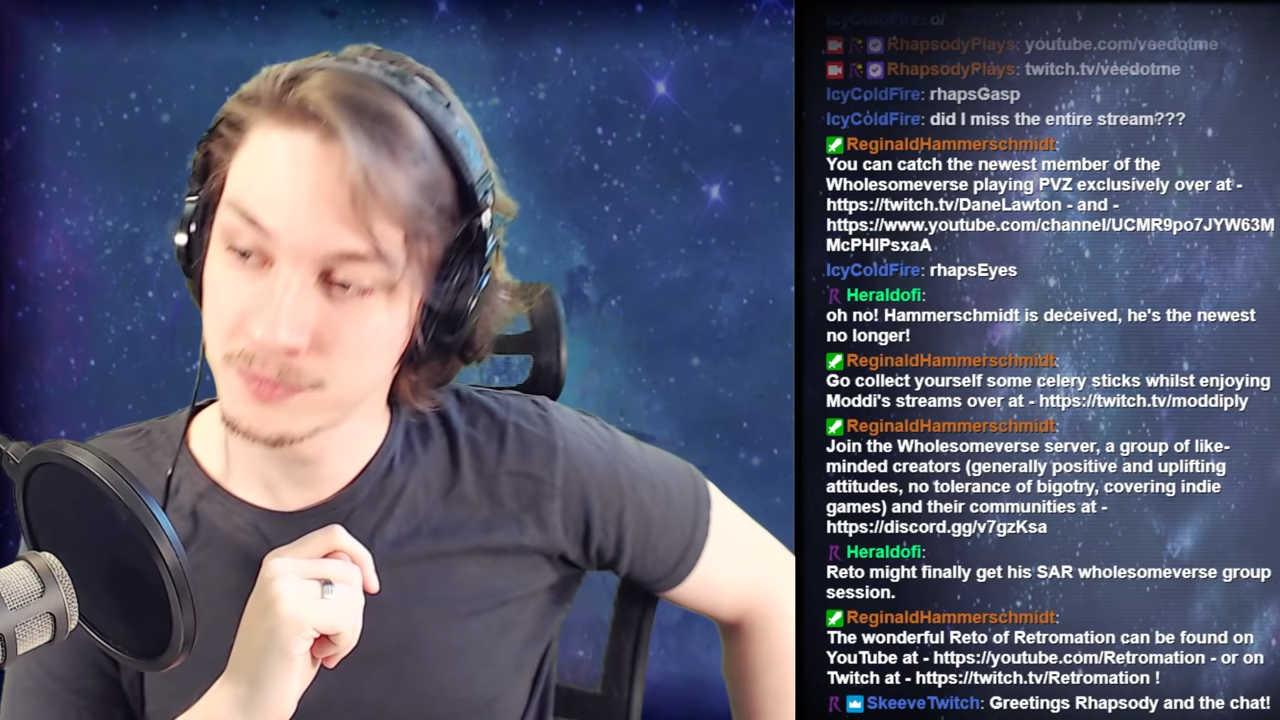 IcyColdFire: o/
RhapsodyPlays: youtube.com/veedotme
RhapsodyPlays: twitch.tv/veedotme
IcyColdFire: rhapsGasp
IcyColdFire: did I miss the entire stream???
ReginaldHammerschmidt:
You can catch the newest member of the
Wholesomeverse playing PVZ exclusively over at -
https://twitch.tv/DaneLawton - and -
https://www.youtube.com/channel/UCMR9po7JYW63M
McPHIPsxaA
IcyColdFire: rhapsEyes
Heraldofi:
oh no! Hammerschmidt is deceived, he's the newest
no longer!
ReginaldHammerschmidt:
Go collect yourself some celery sticks whilst enjoying
Moddi's streams over at - https://twitch.tv/moddiply
ReginaldHammerschmidt:
Join the Wholesomeverse server, a group of like-
minded creators (generally positive and uplifting
attitudes, no tolerance of bigotry, covering indie
games) and their communities at -
https://discord.gg/v7gzKsa
Heraldofi:
Reto might finally get his SAR wholesomeverse group
session.
ReginaldHammerschmidt:
The wonderful Reto of Retromation can be found on
YouTube at - https://youtube.com/Retromation - or on
Twitch at - https://twitch.tv/Retromation !
SkeeveTwitch: Greetings Rhapsody and the chat!